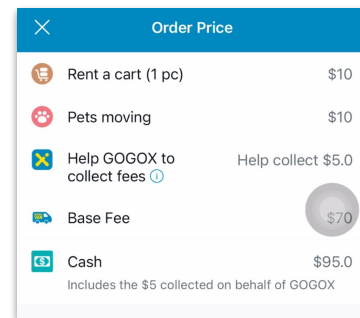 Order Price
Rent a cart (1 pc) $10
Pets moving $10
Help GOGOX to Help collect $5.0
collect fees
Base Fee $70
Cash $95.0
Includes the $5 collected on behalf of GOGOX